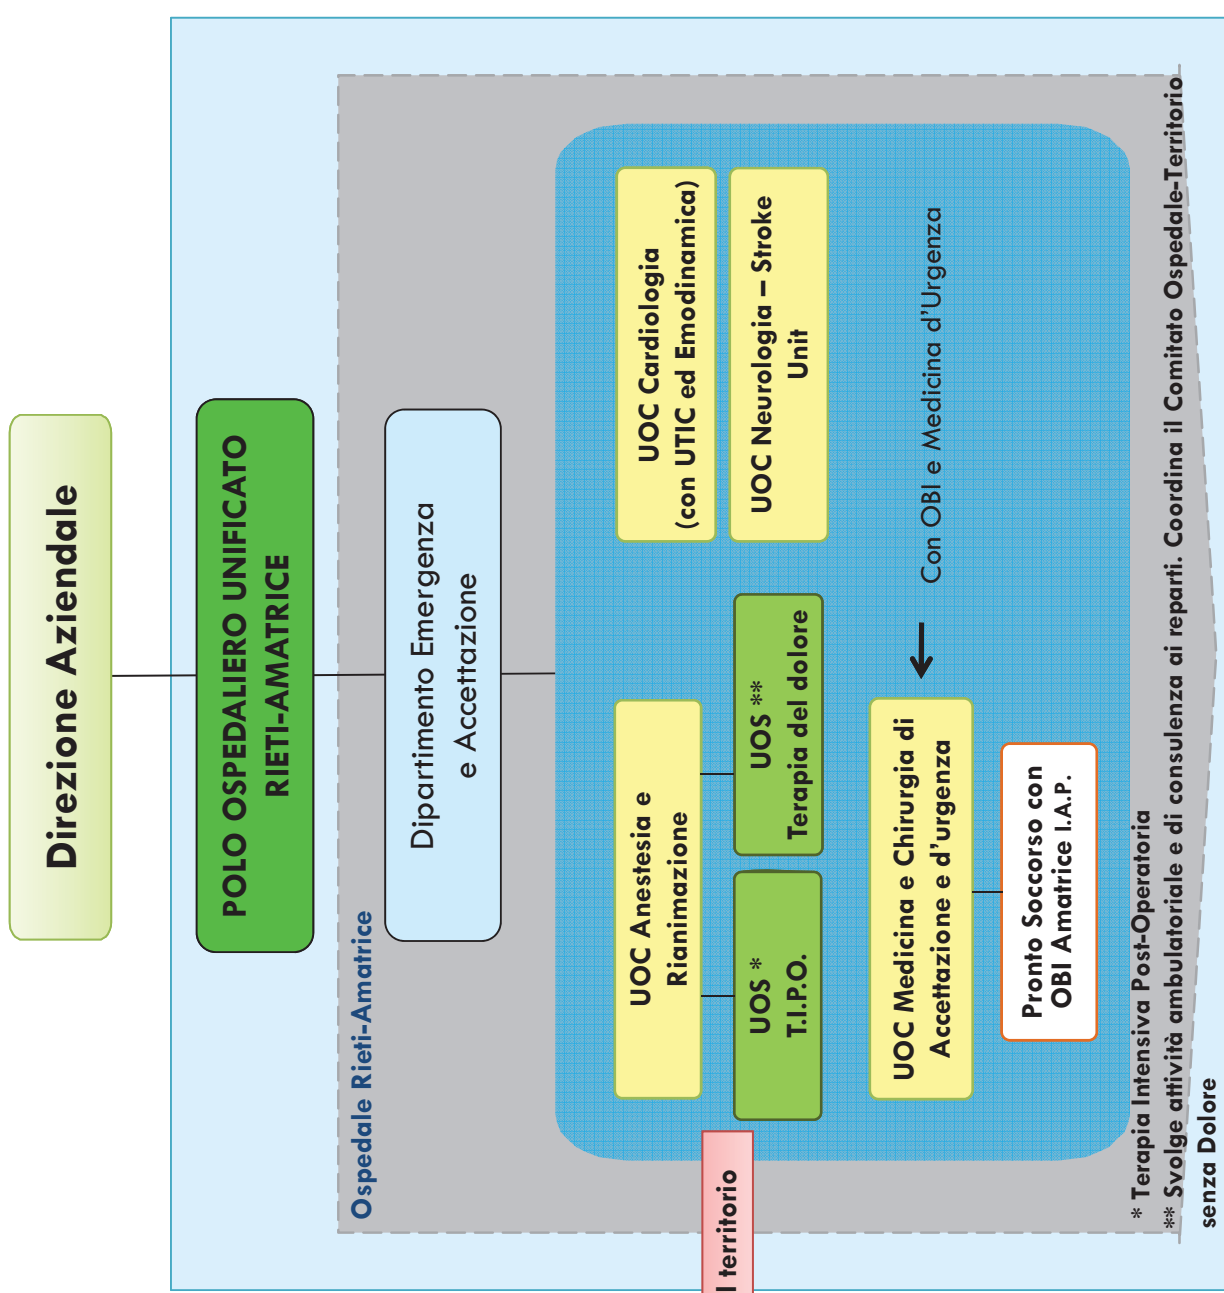 Direzione Aziendale
POLO OSPEDALIERO UNIFICATO
RIETI-AMATRICE
Ospedale Rieti-Amatrice
Dipartimento Emergenza
e Accettazione
UOC Anestesia e
Rianimazione
UOS *
T.I.P.O.
UOS **
Terapia del dolore
UOC Cardiologia
(con UTIC ed Emodinamica)
UOC Neurologia – Stroke
Unit
UOC Medicina e Chirurgia di
Accettazione e d'urgenza
Con OBI e Medicina d'Urgenza
Pronto Soccorso con
OBI Amatrice I.A.P.
l territorio
* Terapia Intensiva Post-Operatoria
** Svolge attività ambulatoriale e di consulenza ai reparti. Coordina il Comitato Ospedale-Territorio
senza Dolore